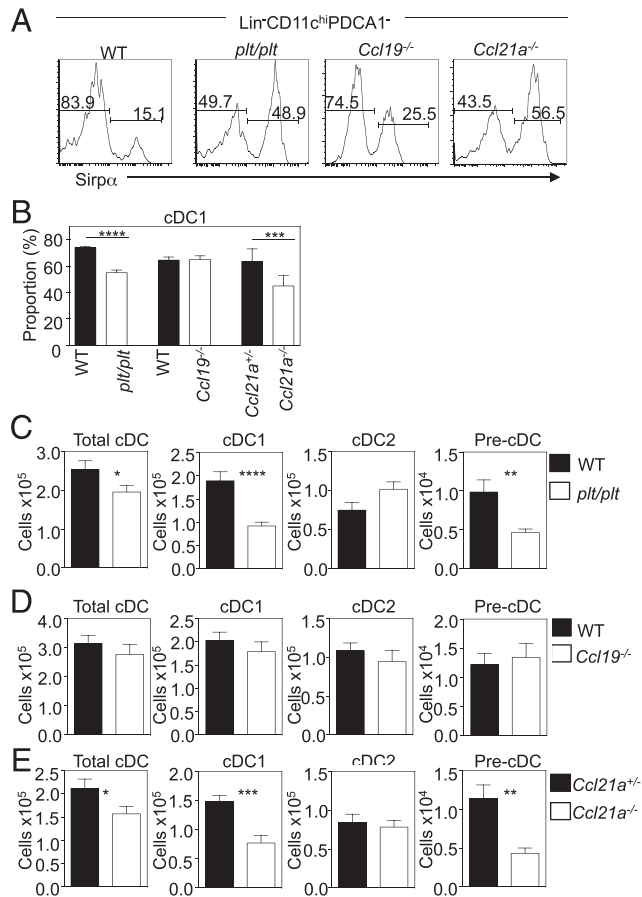 A
Lin⁻CD11cʰⁱPDCA1⁻
WT plt/plt Ccl19⁻/⁻ Ccl21a⁻/⁻
83.9 15.1 49.7 48.9 74.5 25.5 43.5 56.5
Sirpα
B
cDC1
Proportion (%)
80
60
40
20
0
**** ***
WT plt/plt WT Ccl19⁻/⁻ Ccl21a⁺/⁻ Ccl21a⁻/⁻
C
Total cDC cDC1 cDC2 Pre-cDC
Cells x10⁵ Cells x10⁵ Cells x10⁵ Cells x10⁴
3.0 2.0 1.0 0.0
2.5 2.0 1.5 1.0 0.5 0.0
1.5 1.0 0.5 0.0
1.5 1.0 0.5 0.0
* **** **
WT
plt/plt
D
Total cDC cDC1 cDC2 Pre-cDC
Cells x10⁵ Cells x10⁵ Cells x10⁵ Cells x10⁴
4.0 3.0 2.0 1.0 0.0
2.5 2.0 1.5 1.0 0.5 0.0
1.5 1.0 0.5 0.0
2.0 1.5 1.0 0.5 0.0
WT
Ccl19⁻/⁻
E
Total cDC cDC1 cDC2 Pre-cDC
Cells x10⁵ Cells x10⁵ Cells x10⁵ Cells x10⁴
2.5 2.0 1.5 1.0 0.5 0.0
2.0 1.5 1.0 0.5 0.0
1.5 1.0 0.5 0.0
1.5 1.0 0.5 0.0
* *** **
Ccl21a⁺/⁻
Ccl21a⁻/⁻